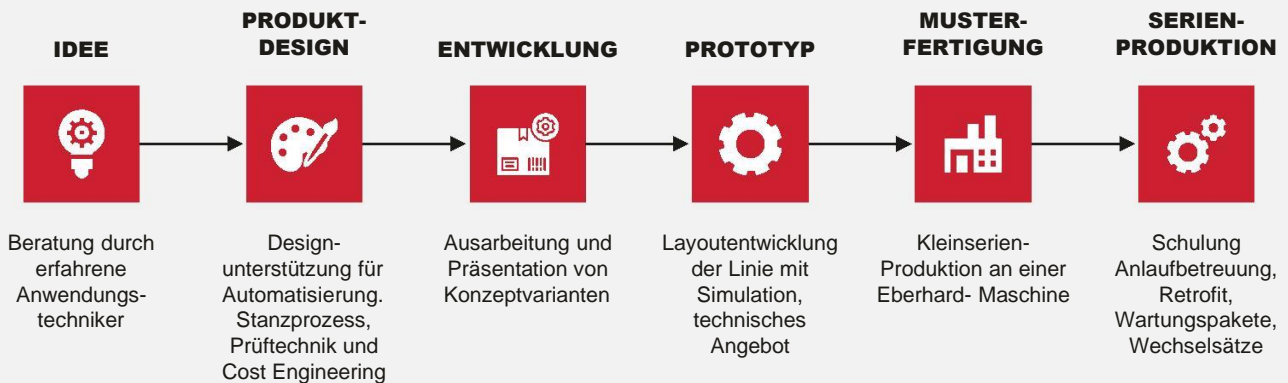 IDEE
Beratung durch
erfahrene
Anwendungs-
techniker
PRODUKT-
DESIGN
Design-
unterstützung für
Automatisierung.
Stanzprozess,
Prüftechnik und
Cost Engineering
ENTWICKLUNG
Ausarbeitung und
Präsentation von
Konzeptvarianten
PROTOTYP
Layoutentwicklung
der Linie mit
Simulation,
technisches
Angebot
MUSTER-
FERTIGUNG
Kleinserien-
Produktion an einer
Eberhard- Maschine
SERIEN-
PRODUKTION
Schulung
Anlaufbetreuung,
Retrofit,
Wartungspakete,
Wechselsätze